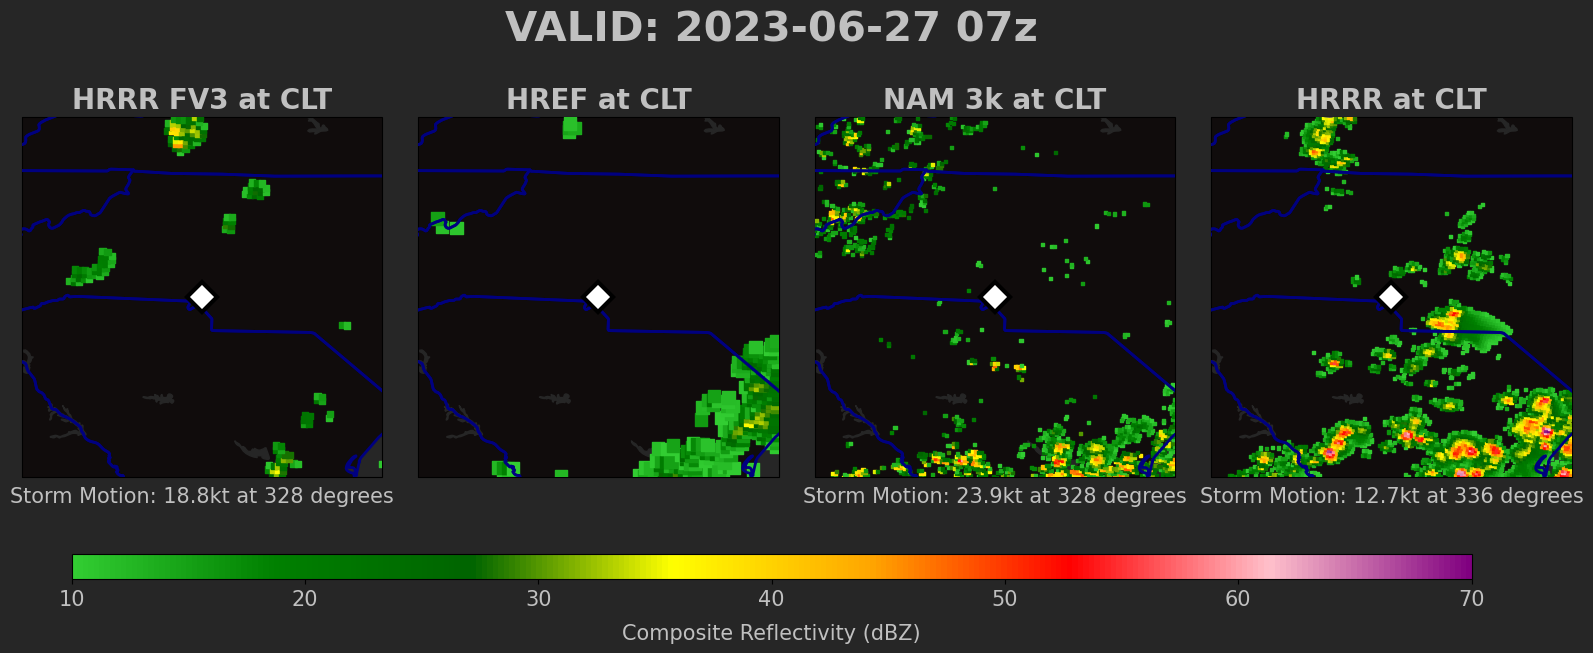 VALID: 2023-06-27 07z
HRRR FV3 at CLT
HREF at CLT
NAM 3k at CLT
HRRR at CLT
Storm Motion: 18.8kt at 328 degrees
Storm Motion: 23.9kt at 328 degrees
Storm Motion: 12.7kt at 336 degrees
10 20 30 40 50 60 70
Composite Reflectivity (dBZ)